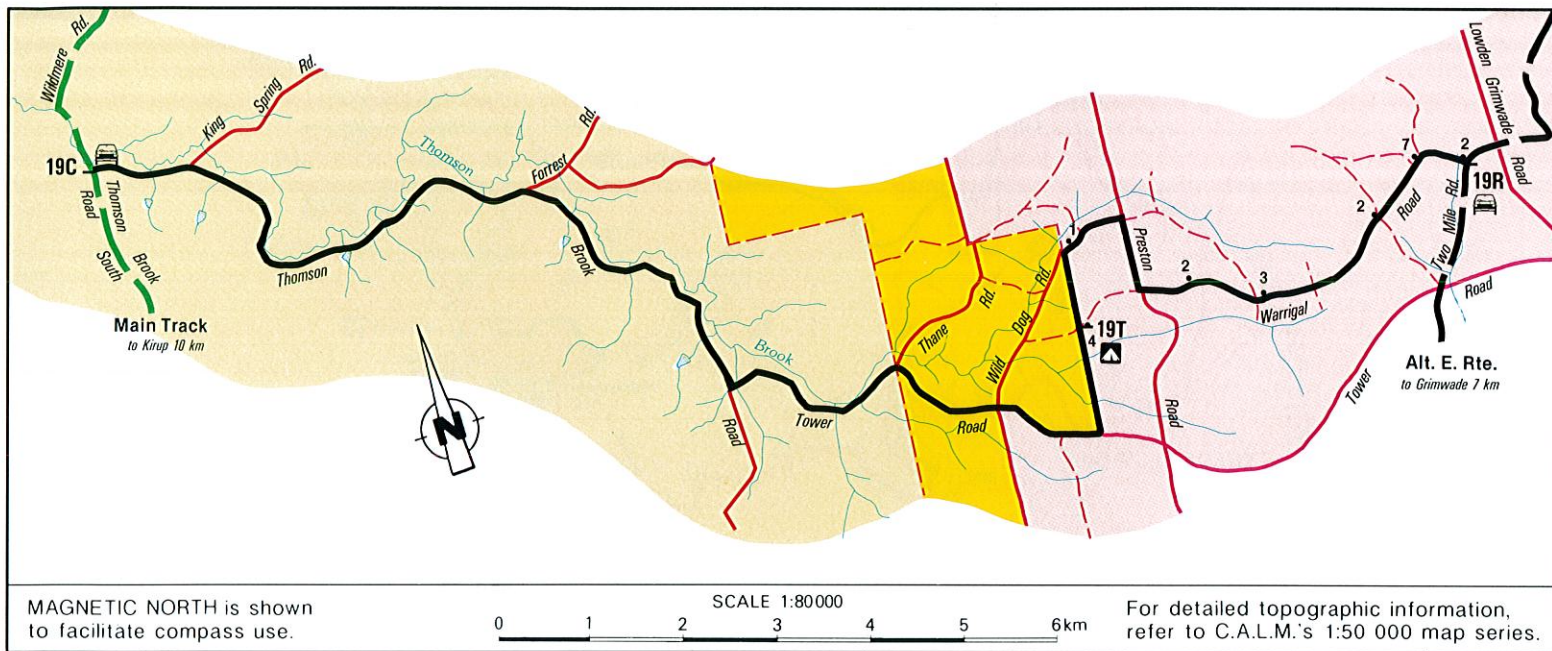 Wildmere Rd.
King Spring Rd.
19C
Thomson Brook
South Road
Main Track
to Kirup 10 km
Thomson
Thomson
Forrest Rd.
Brook
Brook
Road
Tower Road
Thane Rd.
Wild Dog Rd.
N
1
Preston
Road
4
19T
2
3
Warrigal Road
2
7
2
19R
Two Mile Rd.
Lowden Grimwade Road
Tower Road
Alt. E. Rte.
to Grimwade 7 km
MAGNETIC NORTH is shown
to facilitate compass use.
SCALE 1:80000
0 1 2 3 4 5 6km
For detailed topographic information,
refer to C.A.L.M.'s 1:50 000 map series.